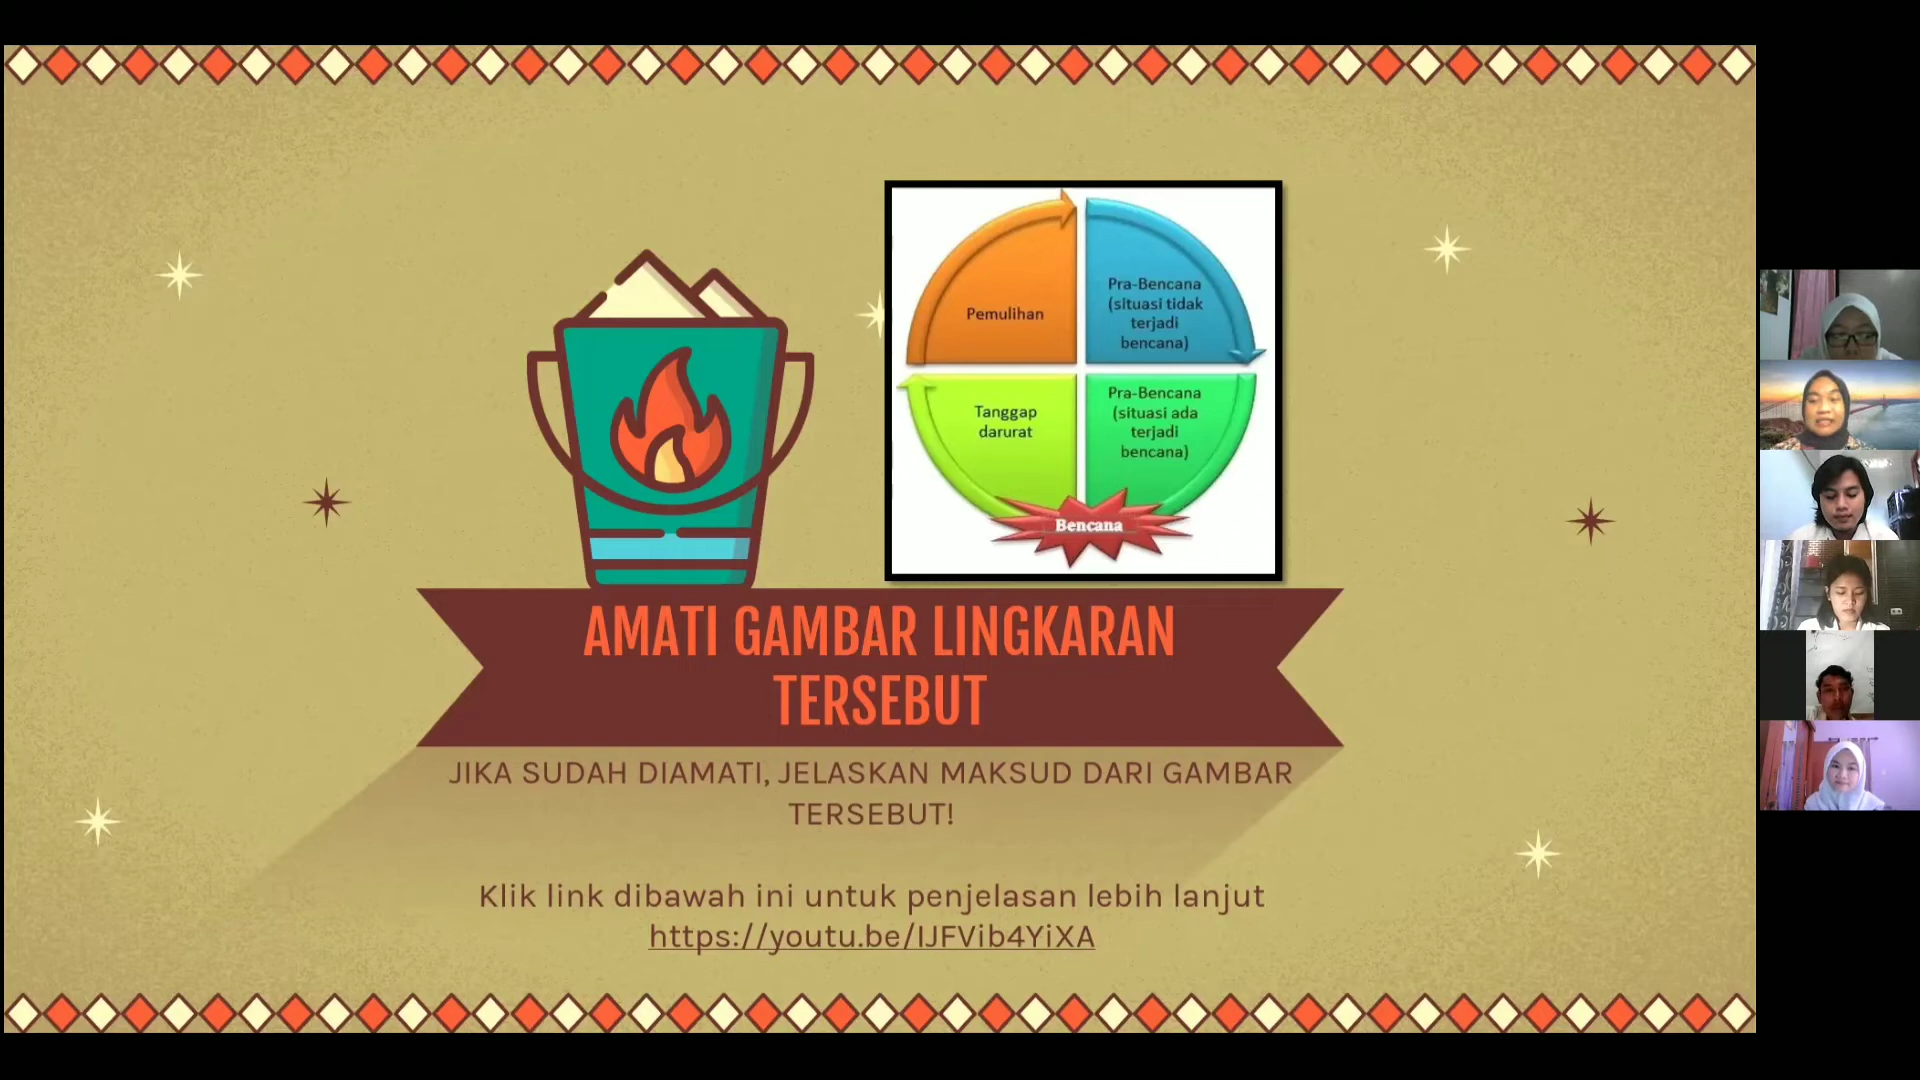 Pemulihan
Pra-Bencana
(situasi tidak
terjadi
bencana)
Tanggap
darurat
Pra-Bencana
(situasi ada
terjadi
bencana)
Bencana
AMATI GAMBAR LINGKARAN
TERSEBUT
JIKA SUDAH DIAMATI, JELASKAN MAKSUD DARI GAMBAR
TERSEBUT!
Klik link dibawah ini untuk penjelasan lebih lanjut
https://youtu.be/IJFVib4YiXA